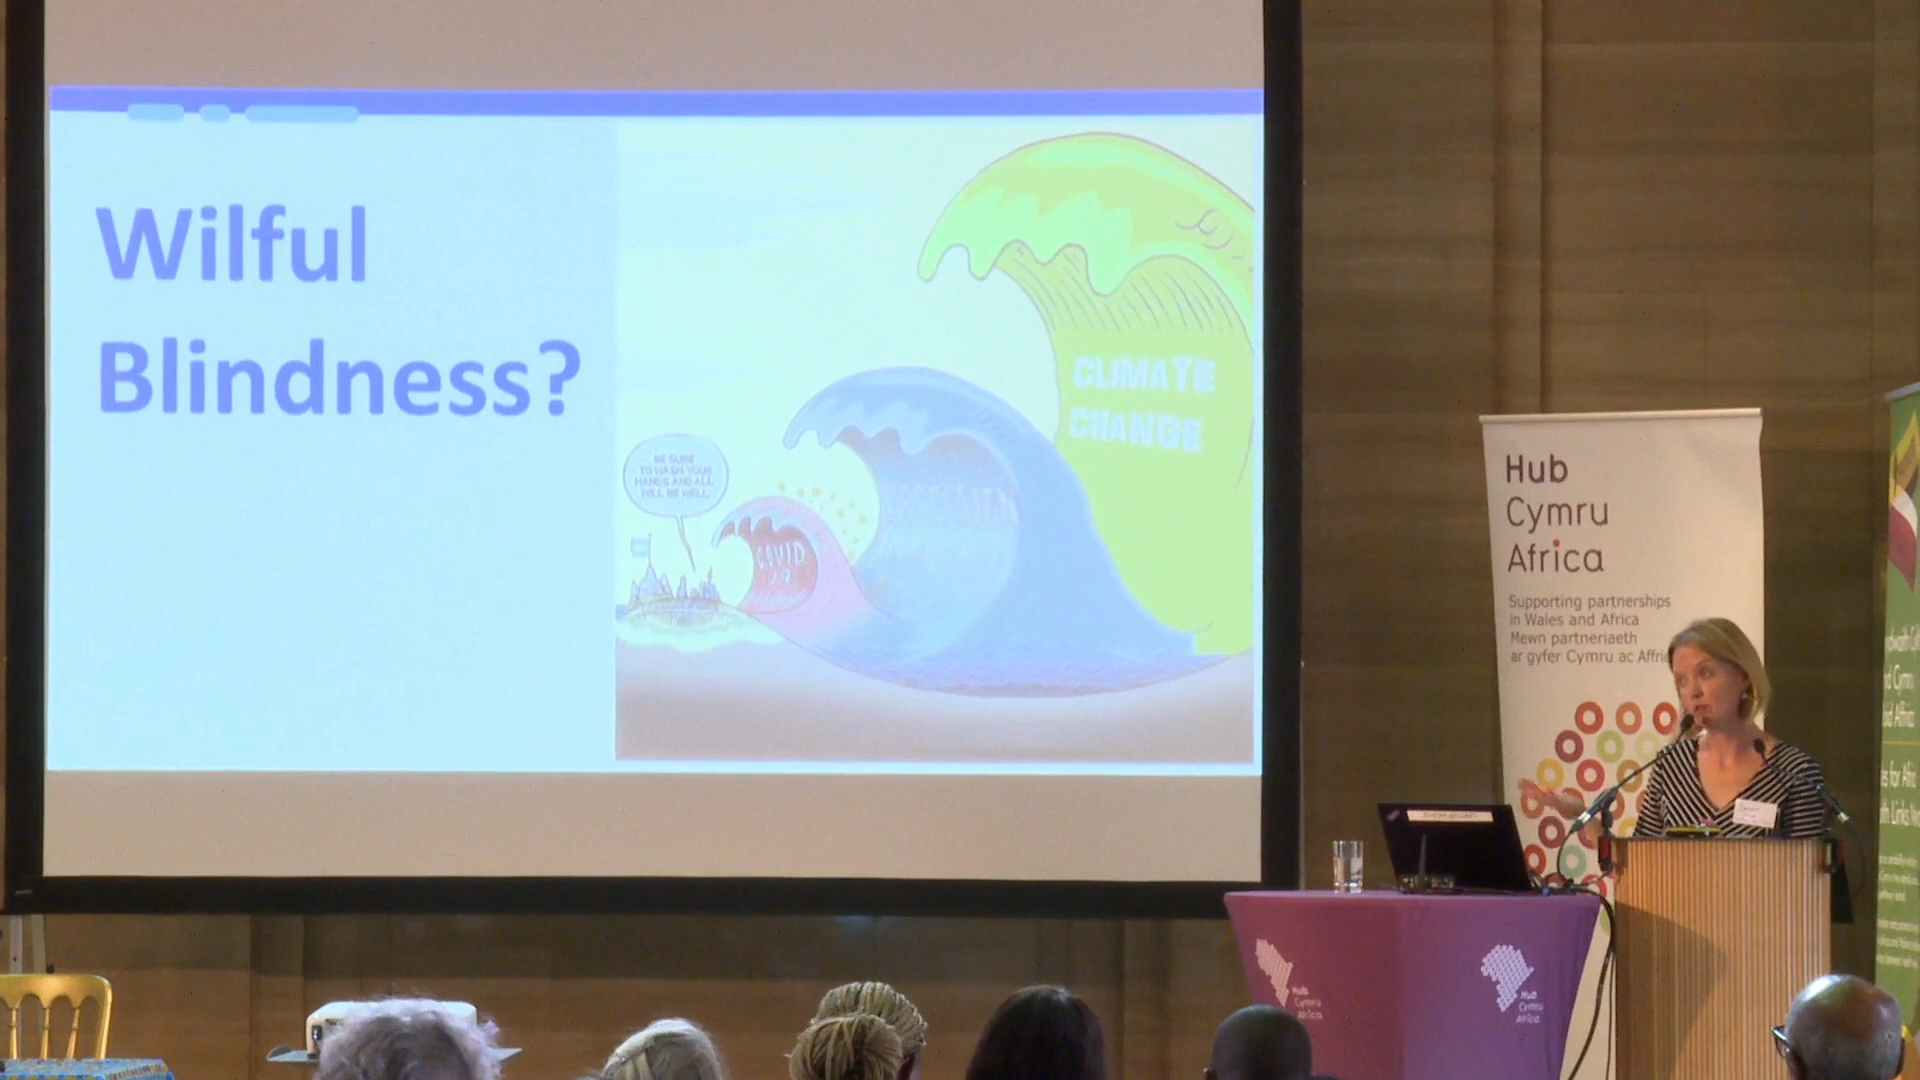 Wilful
Blindness?
CLIMATE
CHANGE
BE SURE
TO WASH YOUR
HANDS AND ALL
WILL BE WELL.
RECESSION
COVID
19
Hub
Cymru
Africa
Supporting partnerships
in Wales and Africa
Mewn partneriaeth
ar gyfer Cymru ac Affri
Hub
Cymru
Africa
Hub
Cymru
Africa